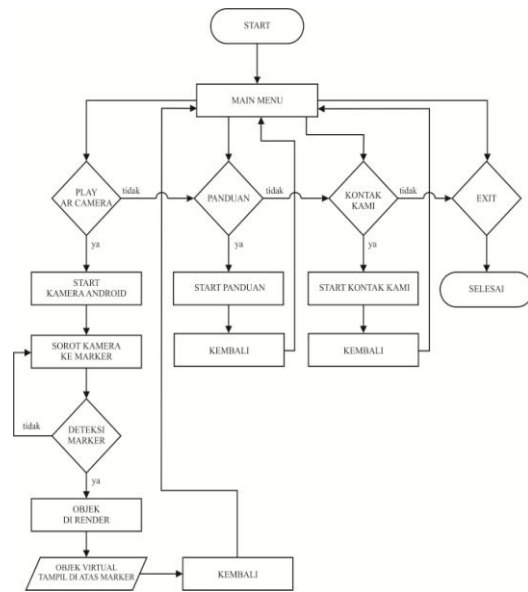 START
MAIN MENU
PLAY
AR CAMERA
tidak
PANDUAN
tidak
KONTAK
KAMI
tidak
EXIT
ya
ya
ya
START
KAMERA ANDROID
START PANDUAN
START KONTAK KAMI
SELESAI
SOROT KAMERA
KE MARKER
KEMBALI
KEMBALI
tidak
DETEKSI
MARKER
ya
OBJEK
DI RENDER
OBJEK VIRTUAL
TAMPIL DI ATAS MARKER
KEMBALI